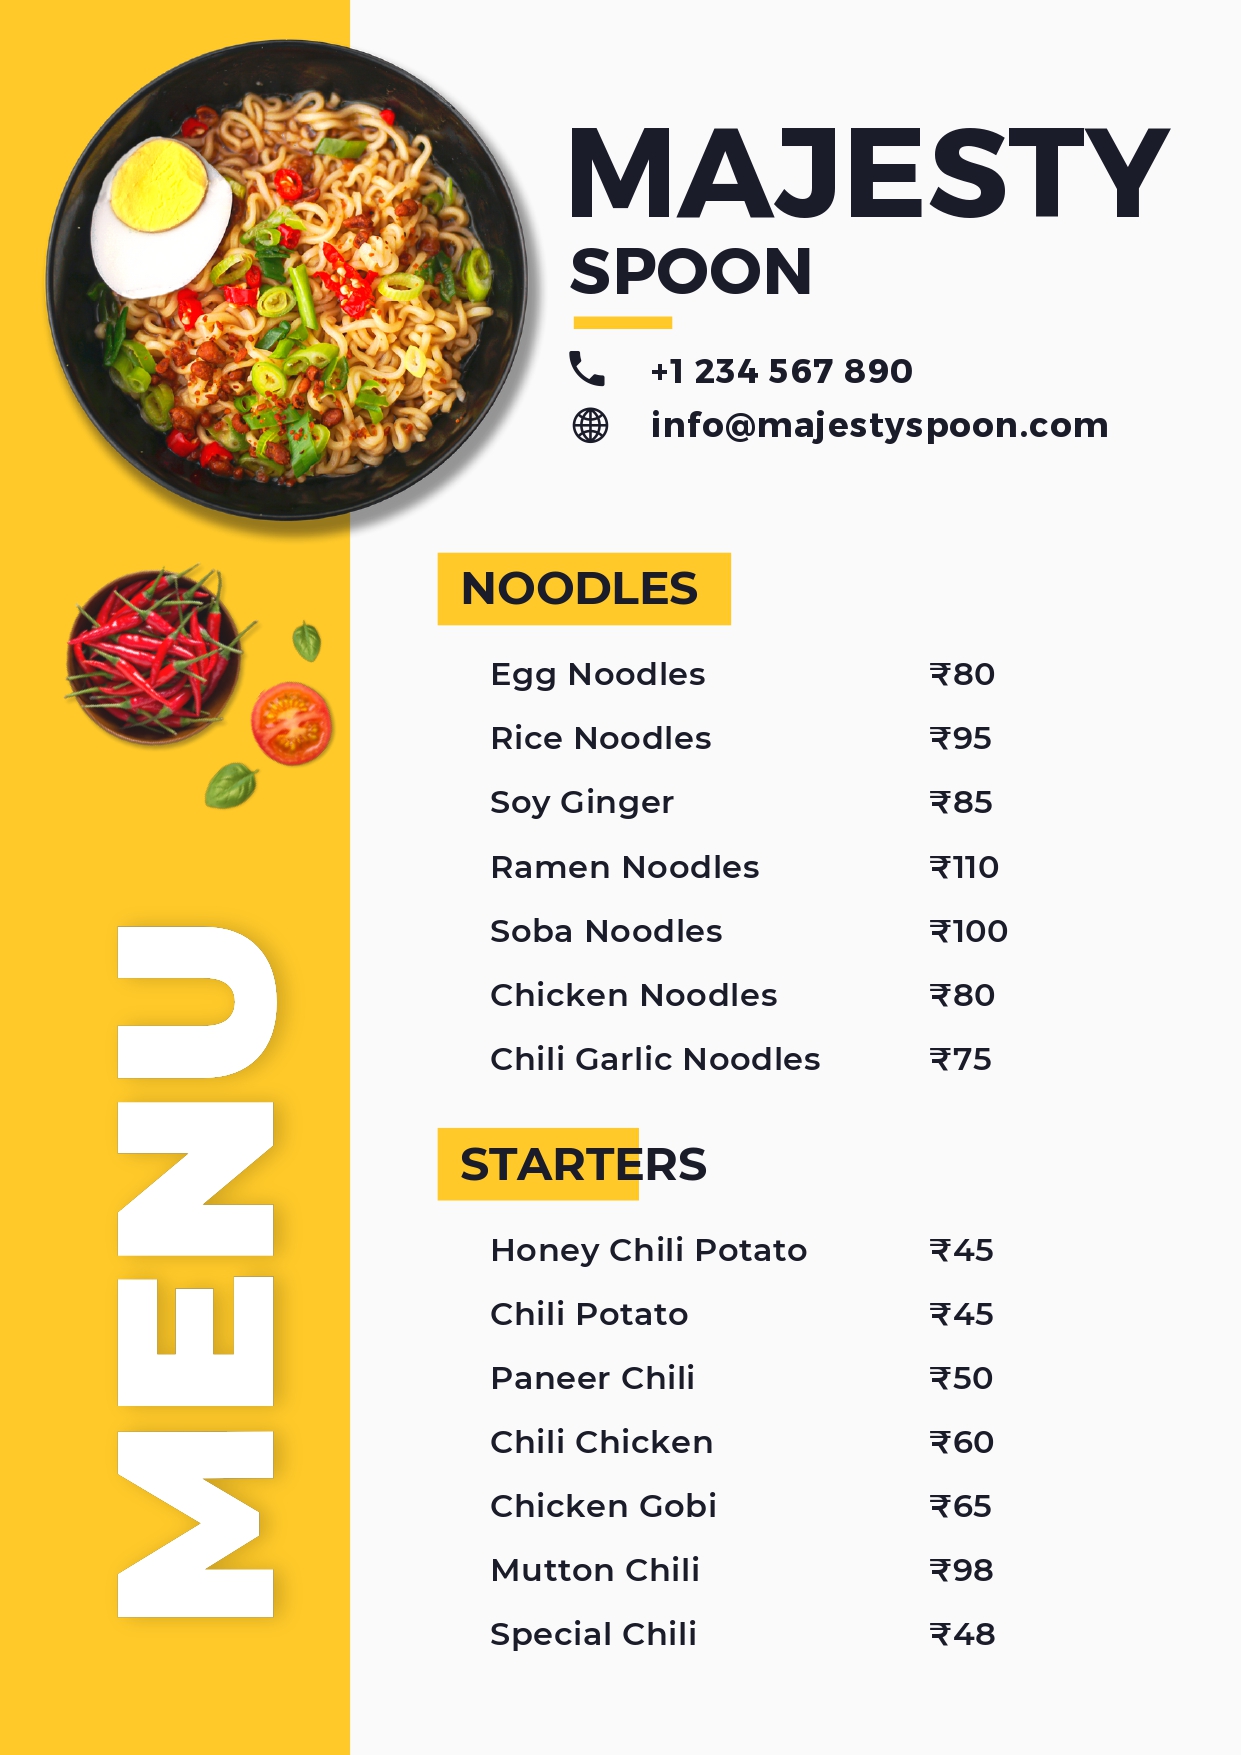 MAJESTY
SPOON
+1 234 567 890
info@majestyspoon.com
NOODLES
Egg Noodles ₹80
Rice Noodles ₹95
Soy Ginger ₹85
Ramen Noodles ₹110
Soba Noodles ₹100
Chicken Noodles ₹80
Chili Garlic Noodles ₹75
STARTERS
Honey Chili Potato ₹45
Chili Potato ₹45
Paneer Chili ₹50
Chili Chicken ₹60
Chicken Gobi ₹65
Mutton Chili ₹98
Special Chili ₹48
MENU